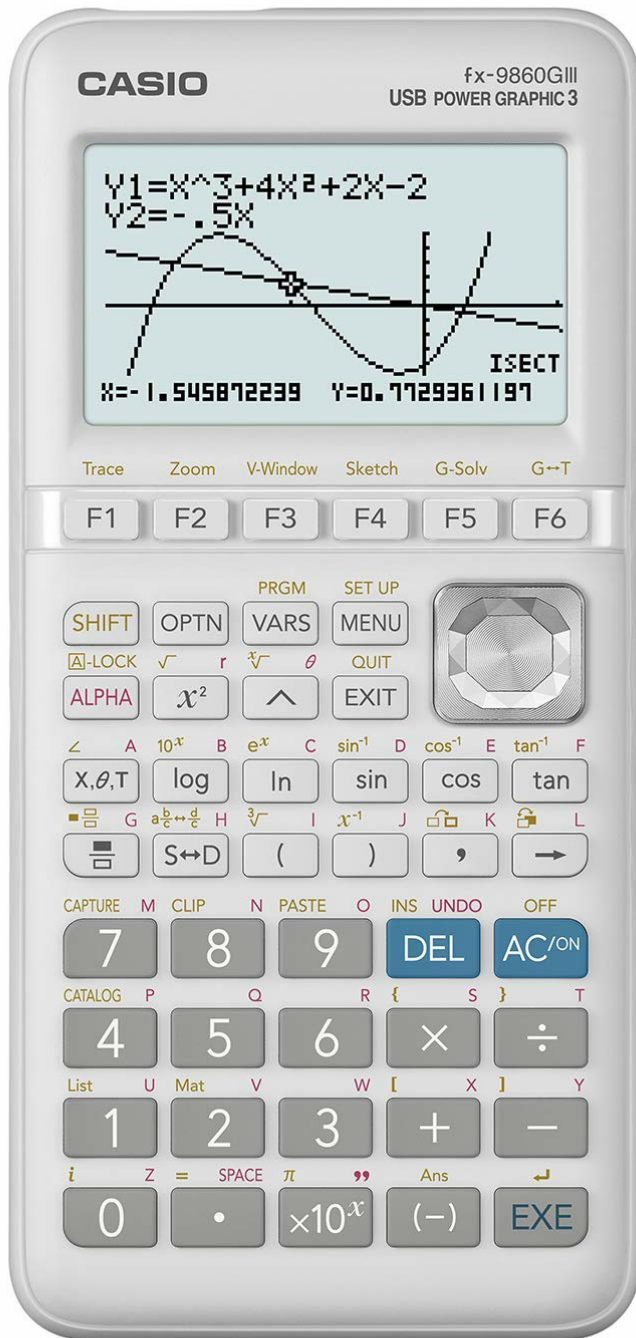 CASIO
fx-9860GIII
USB POWER GRAPHIC 3
Y1=X^3+4X²+2X-2
Y2=-.5X
ISECT
X=-1.545872239 Y=0.7729361197
Trace Zoom V-Window Sketch G-Solv G↔T
F1 F2 F3 F4 F5 F6
PRGM SET UP
SHIFT OPTN VARS MENU
A-LOCK √ r ˣ√ θ QUIT
ALPHA x² ^ EXIT
∠ A 10ˣ B eˣ C sin⁻¹ D cos⁻¹ E tan⁻¹ F
X,θ,T log ln sin cos tan
G a b/c↔d/c H ³√ I x⁻¹ J K L
S↔D ( ) , →
CAPTURE M CLIP N PASTE O INS UNDO OFF
7 8 9 DEL AC/ON
CATALOG P Q R { S } T
4 5 6 × ÷
List U Mat V W [ X ] Y
1 2 3 + −
i Z = SPACE π " Ans ↵
0 • ×10ˣ (−) EXE